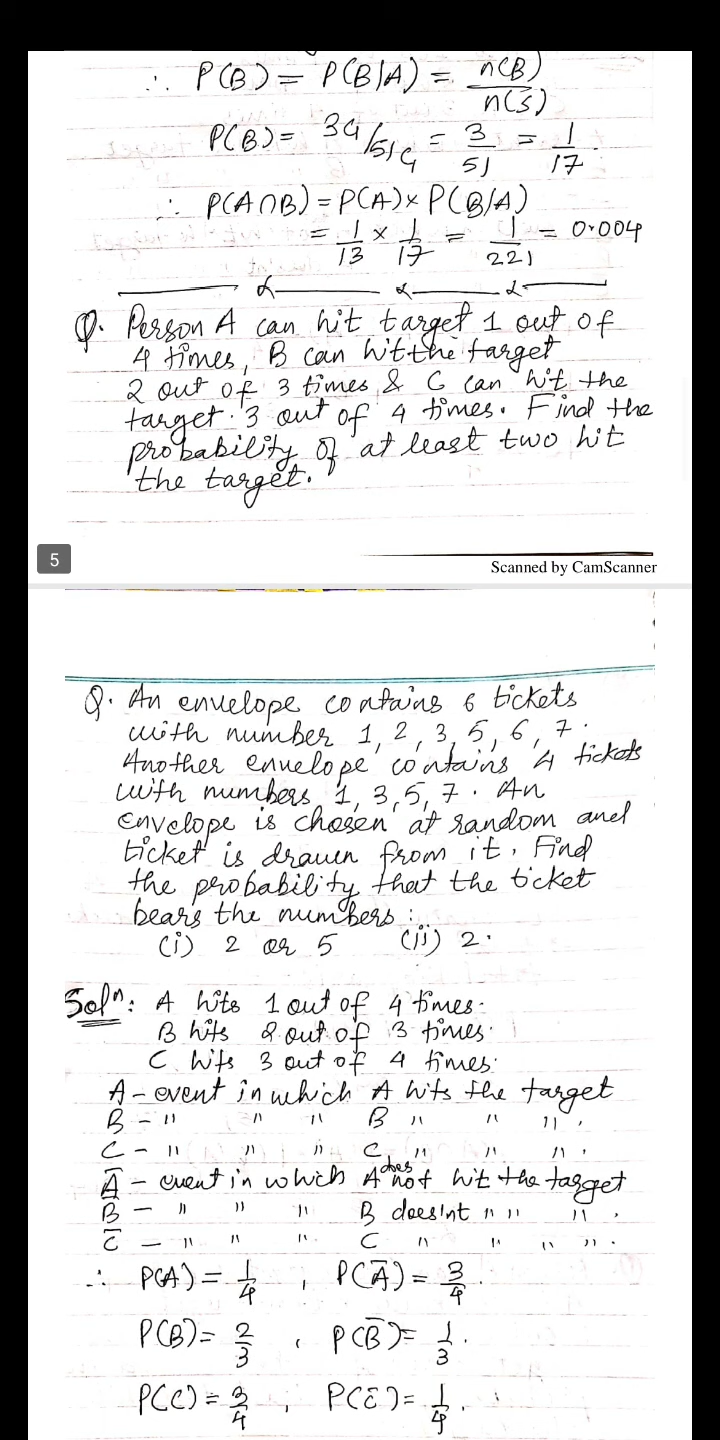 ∴ P(B) = P(B|A) = n(B)/n(S)
P(B) = 3C₁/51C₁ = 3/51 = 1/17.
∴ P(A∩B) = P(A) × P(B/A)
= 1/13 × 1/17 = 1/221 = 0.004
Q. Person A can hit target 1 out of
4 times, B can hit the target
2 out of 3 times & C can hit the
target 3 out of 4 times. Find the
probability of at least two hit
the target.
5
Scanned by CamScanner
Q. An envelope contains 6 tickets
with number 1, 2, 3, 5, 6, 7.
Another envelope contains 4 tickets
with numbers 1, 3, 5, 7. An
envelope is chosen at random and
ticket is drawn from it. Find
the probability that the ticket
bears the numbers:
(i) 2 or 5 (ii) 2.
Solⁿ: A hits 1 out of 4 times.
B hits 2 out of 3 times.
C hits 3 out of 4 times.
A - event in which A hits the target
B - " " " B " " ".
C - " " " C " " ".
A̅ - event in which A does not hit the target
B̅ - " " " B does'nt " " ".
C̅ - " " " C " " " ".
∴ P(A) = 1/4, P(A̅) = 3/4.
P(B) = 2/3, P(B̅) = 1/3.
P(C) = 3/4, P(C̅) = 1/4.